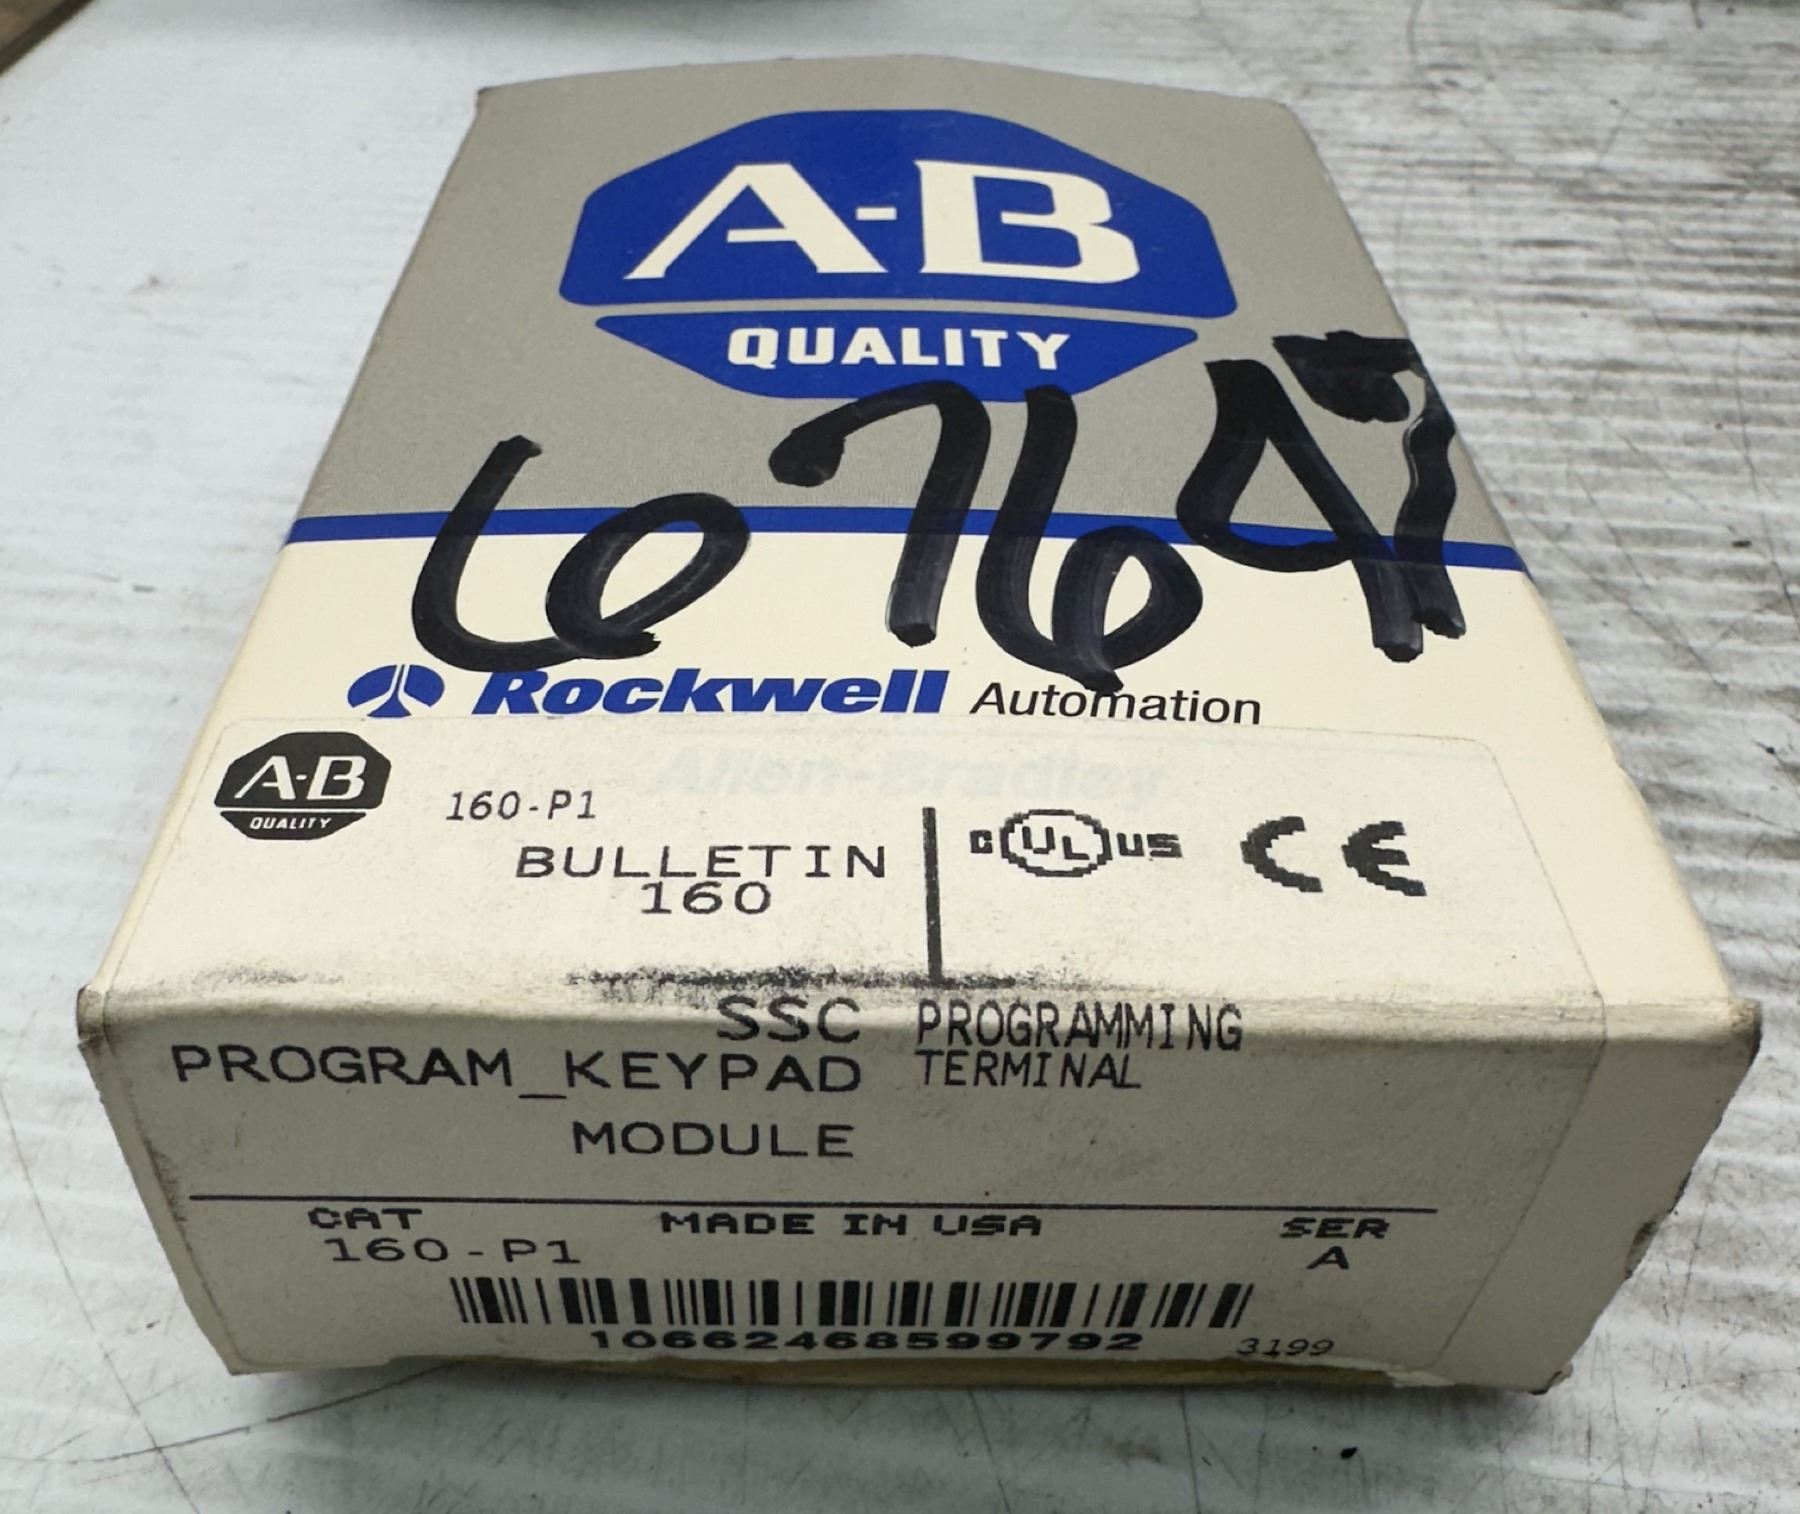 A-B
QUALITY
6769
Rockwell Automation
Allen-Bradley
A-B
QUALITY
160-P1
BULLETIN
160
C UL US CE
SSC
PROGRAM_KEYPAD
MODULE
PROGRAMMING
TERMINAL
CAT
160-P1
MADE IN USA
SER
A
10662468599792
3199